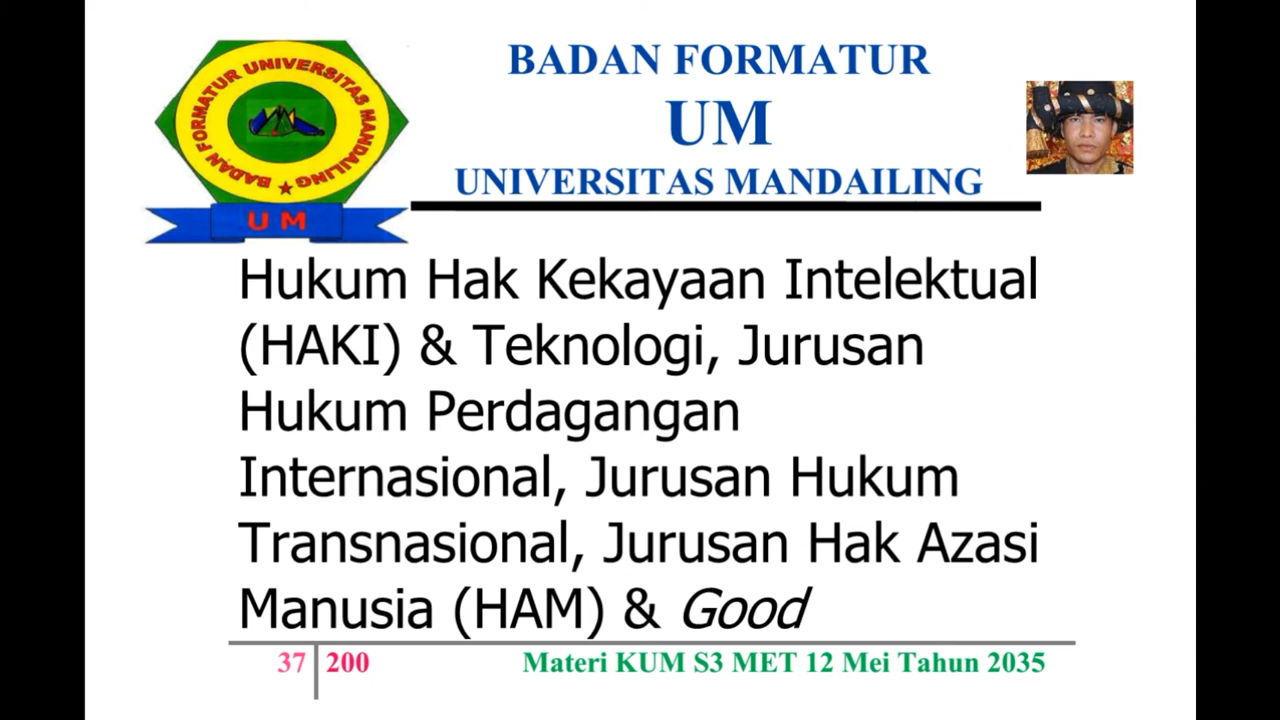 BADAN FORMATUR UNIVERSITAS MANDAILING
U M
BADAN FORMATUR
UM
UNIVERSITAS MANDAILING
Hukum Hak Kekayaan Intelektual
(HAKI) & Teknologi, Jurusan
Hukum Perdagangan
Internasional, Jurusan Hukum
Transnasional, Jurusan Hak Azasi
Manusia (HAM) & Good
37 200 Materi KUM S3 MET 12 Mei Tahun 2035